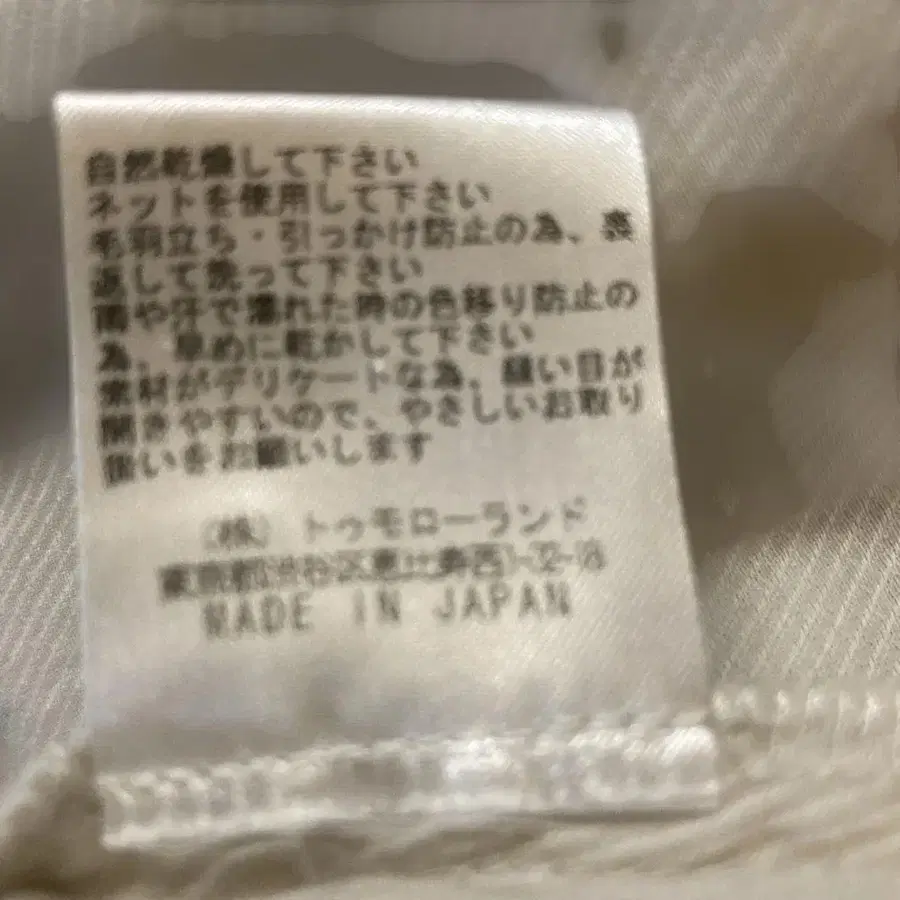 自然乾燥して下さい
ネットを使用して下さい
毛羽立ち・引っかけ防止の為、裏
返して洗って下さい
雨や汗で濡れた時の色移り防止の
為、早めに乾かして下さい
素材がデリケートな為、縫い目が
開きやすいので、やさしいお取り
扱いをお願いします
(株) トゥモローランド
東京都渋谷区恵比寿西1-32-18
MADE IN JAPAN